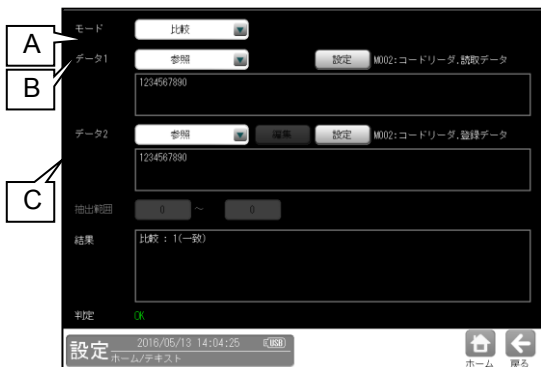 A
モード 比較
B
データ1 参照 設定 M002:コードリーダ,読取データ
1234567890
データ2 参照 編集 設定 M002:コードリーダ,登録データ
1234567890
C
抽出範囲 0 ～ 0
結果 比較 : 1(一致)
判定 OK
設定 2016/05/13 14:04:25 USB
ホーム/テキスト
ホーム 戻る